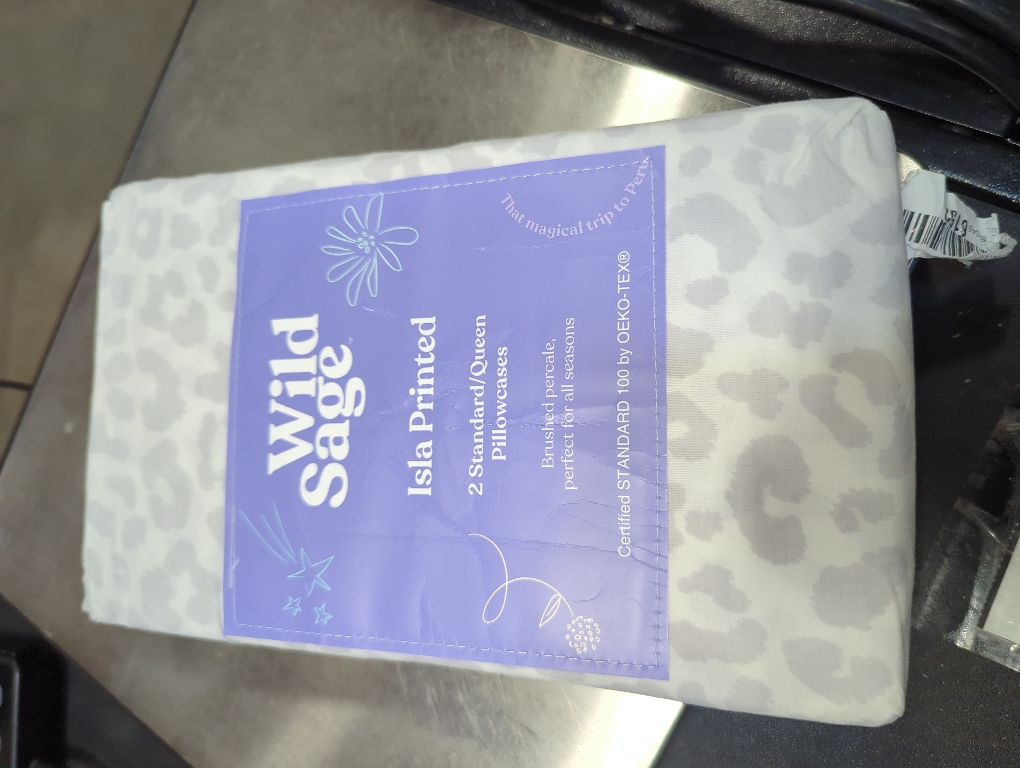 Wild
Sage
Isla Printed
2 Standard/Queen
Pillowcases
Brushed percale,
perfect for all seasons
Certified STANDARD 100 by OEKO-TEX®
That magical trip to Peru